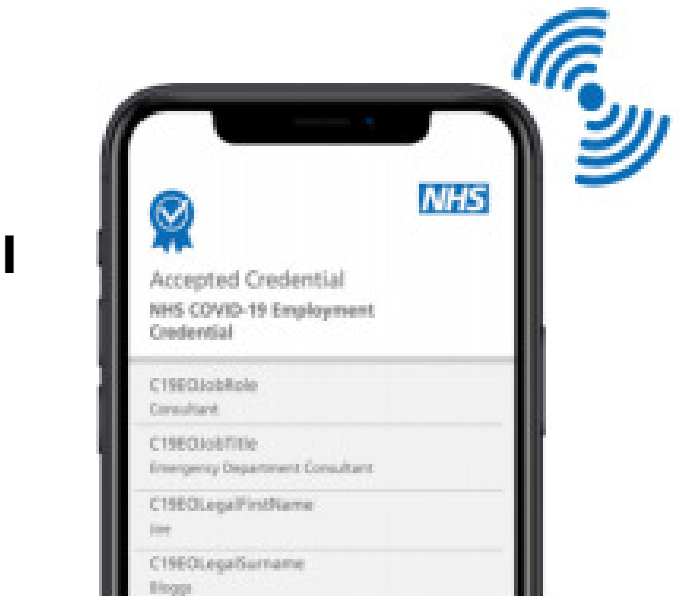 NHS
l
Accepted Credential
NHS COVID-19 Employment
Credential
C19EOJobRole
Consultant
C19EOJobTitle
Emergency Department Consultant
C19EOLegalFirstName
Joe
C19EOLegalSurname
Bloggs